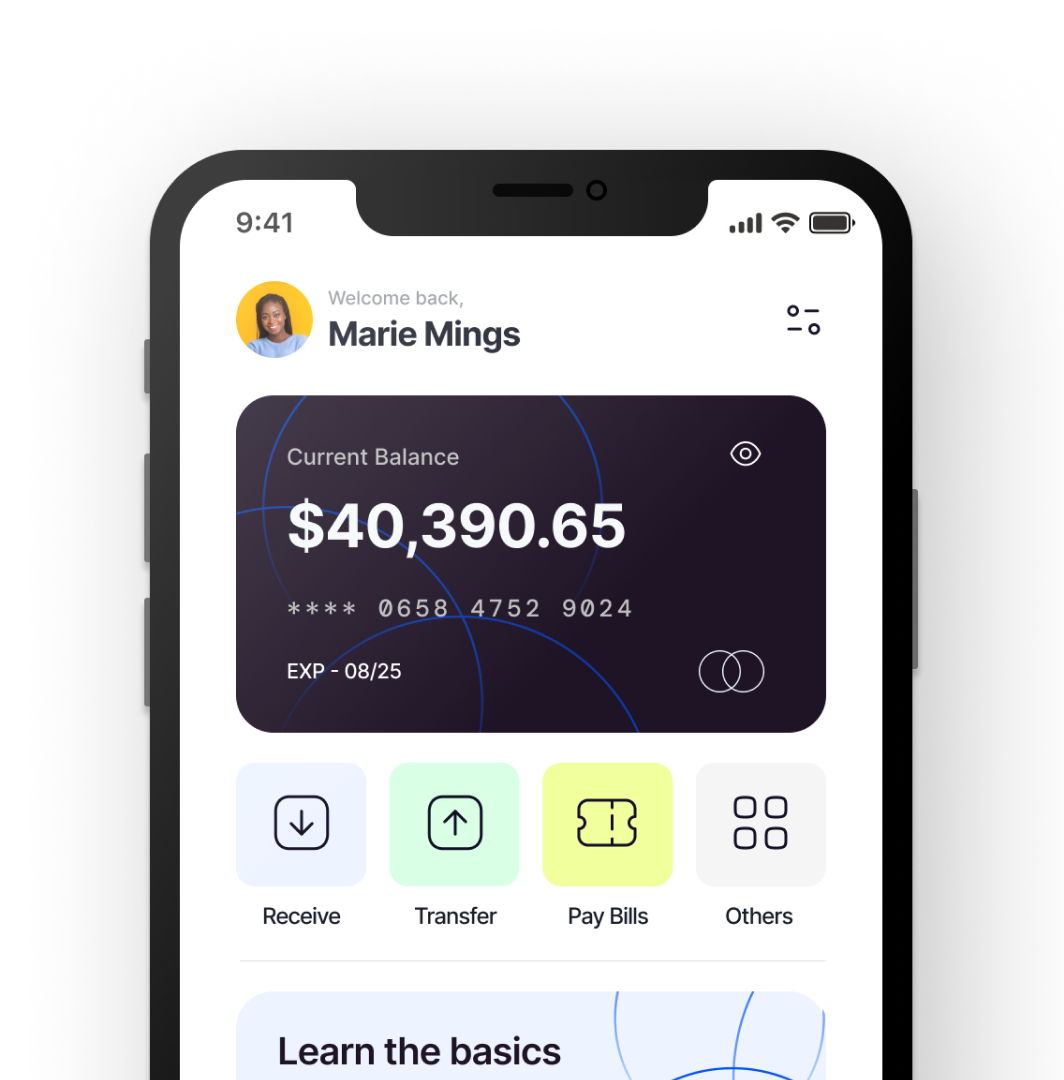 9:41
Welcome back,
Marie Mings
Current Balance
$40,390.65
**** 0658 4752 9024
EXP - 08/25
Receive
Transfer
Pay Bills
Others
Learn the basics